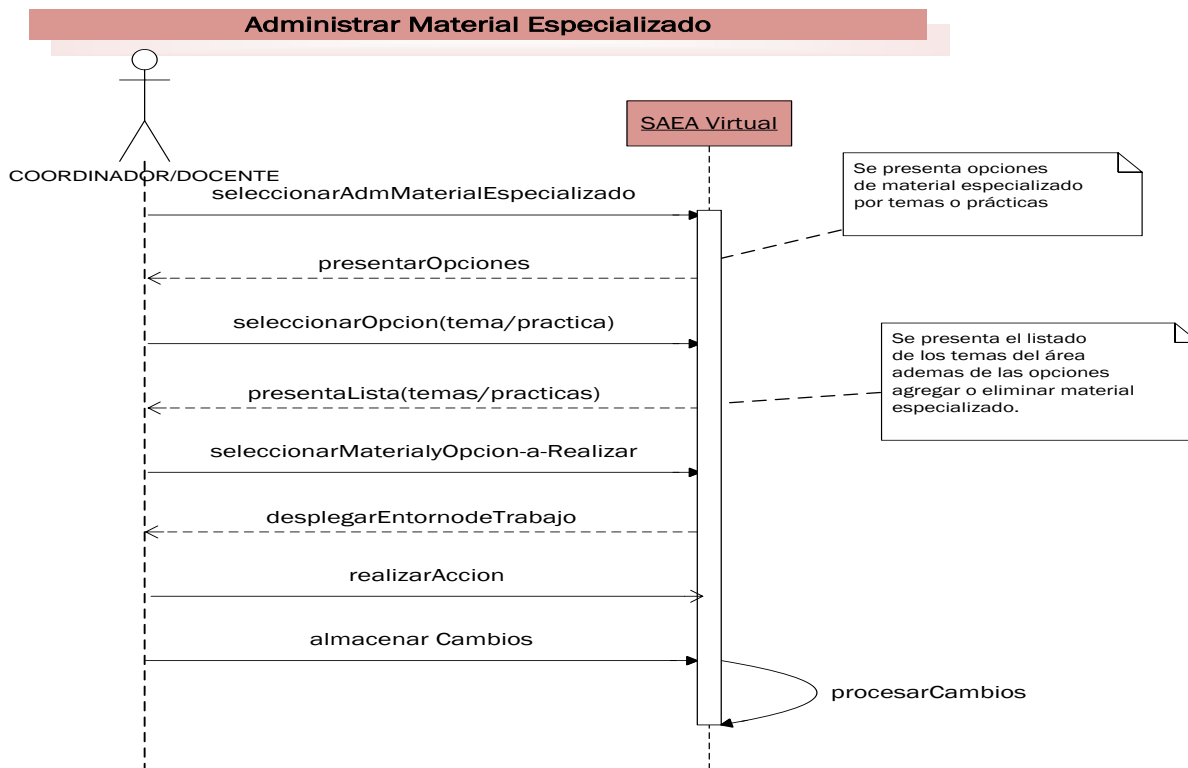 Administrar Material Especializado
SAEA Virtual
COORDINADOR/DOCENTE
seleccionarAdmMaterialEspecializado
Se presenta opciones
de material especializado
por temas o prácticas
presentarOpciones
seleccionarOpcion(tema/practica)
Se presenta el listado
de los temas del área
ademas de las opciones
agregar o eliminar material
especializado.
presentaLista(temas/practicas)
seleccionarMaterialyOpcion-a-Realizar
desplegarEntornodeTrabajo
realizarAccion
almacenar Cambios
procesarCambios